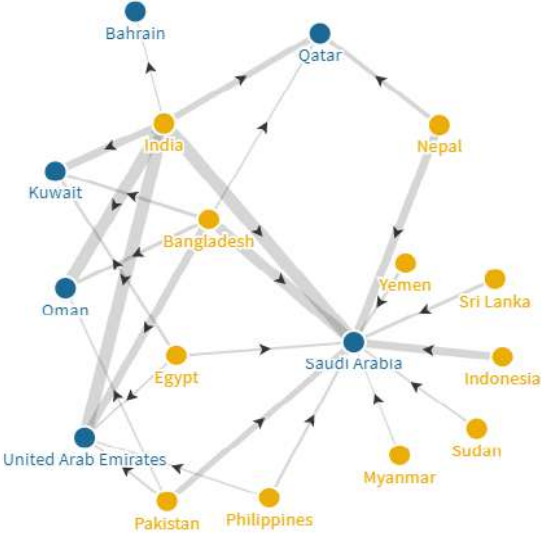 Bahrain
Qatar
India
Nepal
Kuwait
Bangladesh
Yemen
Sri Lanka
Oman
Saudi Arabia
Egypt
Indonesia
United Arab Emirates
Sudan
Myanmar
Pakistan
Philippines